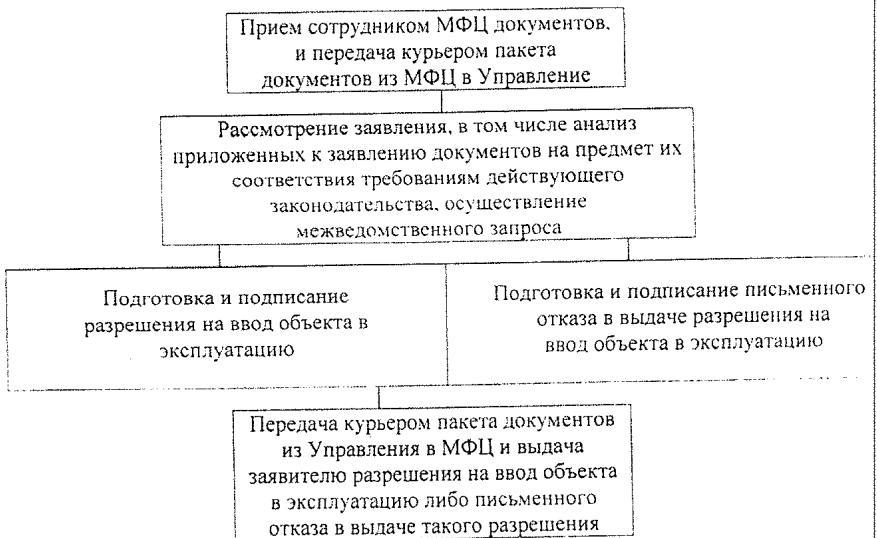 Прием сотрудником МФЦ документов,
и передача курьером пакета
документов из МФЦ в Управление
Рассмотрение заявления, в том числе анализ
приложенных к заявлению документов на предмет их
соответствия требованиям действующего
законодательства, осуществление
межведомственного запроса
Подготовка и подписание
разрешения на ввод объекта в
эксплуатацию
Подготовка и подписание письменного
отказа в выдаче разрешения на
ввод объекта в эксплуатацию
Передача курьером пакета документов
из Управления в МФЦ и выдача
заявителю разрешения на ввод объекта
в эксплуатацию либо письменного
отказа в выдаче такого разрешения